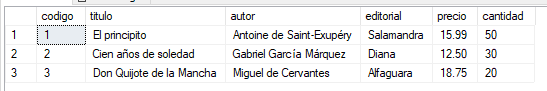 codigo titulo autor editorial precio cantidad
1 1 El principito Antoine de Saint-Exupéry Salamandra 15.99 50
2 2 Cien años de soledad Gabriel García Márquez Diana 12.50 30
3 3 Don Quijote de la Mancha Miguel de Cervantes Alfaguara 18.75 20